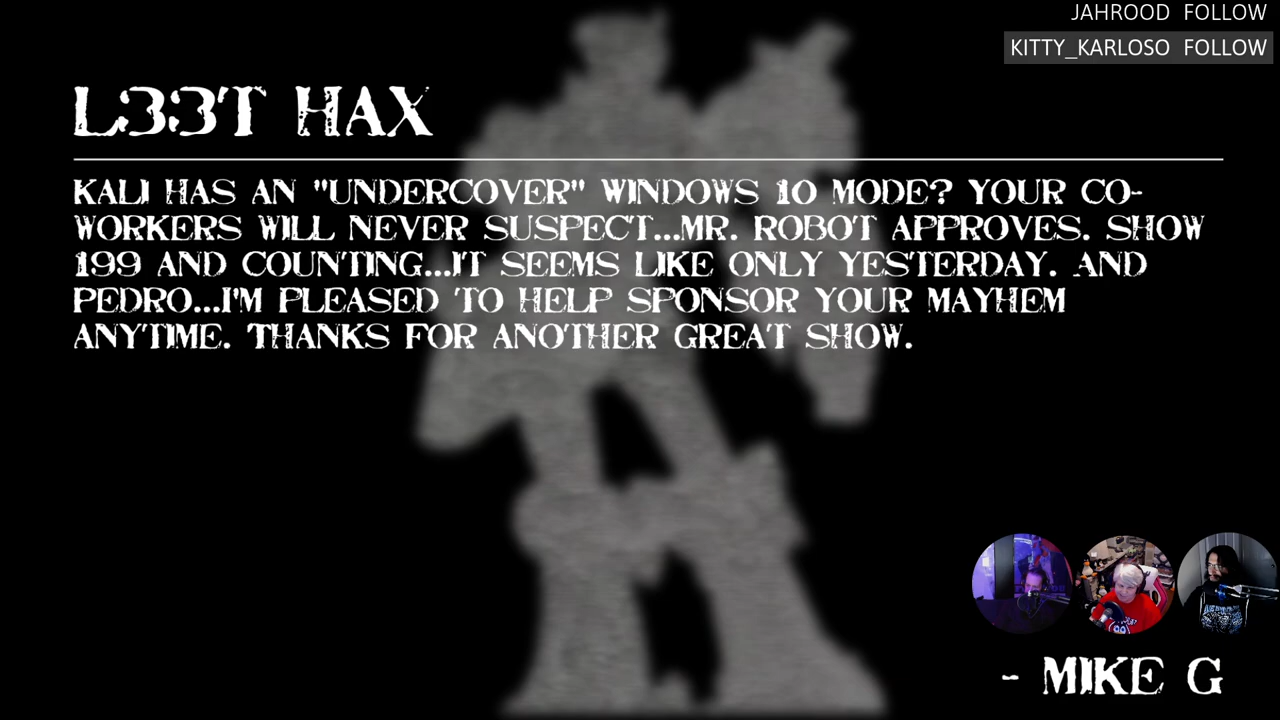 JAHROOD FOLLOW
KITTY_KARLOSO FOLLOW
L33T HAX
KALI HAS AN "UNDERCOVER" WINDOWS 10 MODE? YOUR CO-
WORKERS WILL NEVER SUSPECT...MR. ROBOT APPROVES. SHOW
199 AND COUNTING...IT SEEMS LIKE ONLY YESTERDAY. AND
PEDRO...I'M PLEASED TO HELP SPONSOR YOUR MAYHEM
ANYTIME. THANKS FOR ANOTHER GREAT SHOW.
- MIKE G